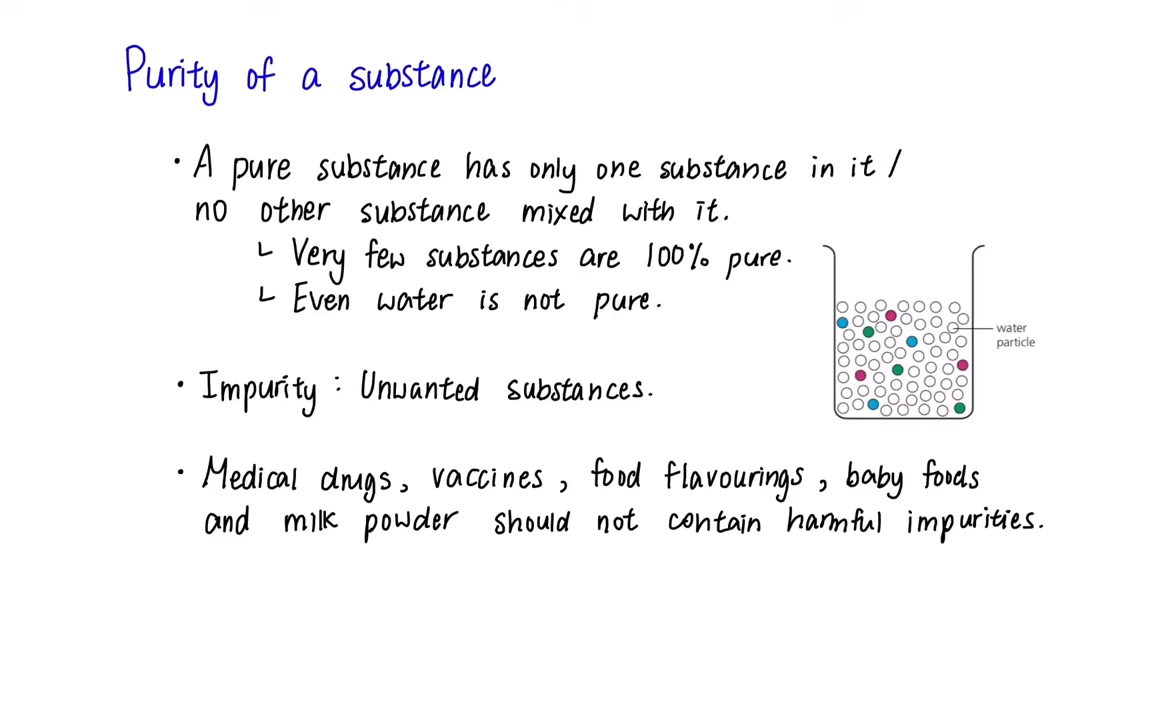 Purity of a substance
• A pure substance has only one substance in it /
no other substance mixed with it.
↳ Very few substances are 100% pure.
↳ Even water is not pure.
water
particle
• Impurity : Unwanted substances.
• Medical drugs, vaccines, food flavourings, baby foods
and milk powder should not contain harmful impurities.